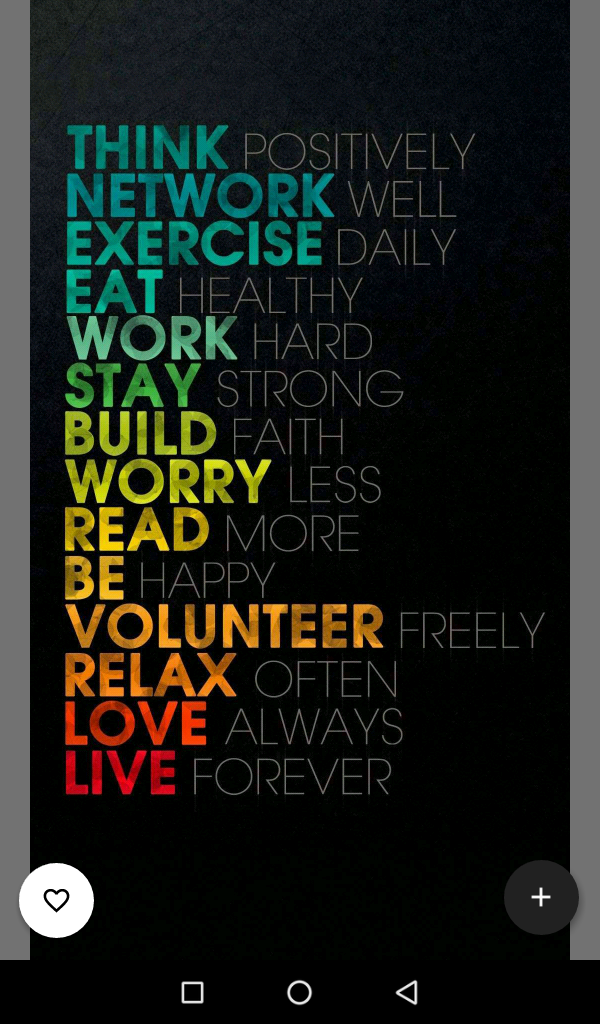 THINK POSITIVELY
NETWORK WELL
EXERCISE DAILY
EAT HEALTHY
WORK HARD
STAY STRONG
BUILD FAITH
WORRY LESS
READ MORE
BE HAPPY
VOLUNTEER FREELY
RELAX OFTEN
LOVE ALWAYS
LIVE FOREVER